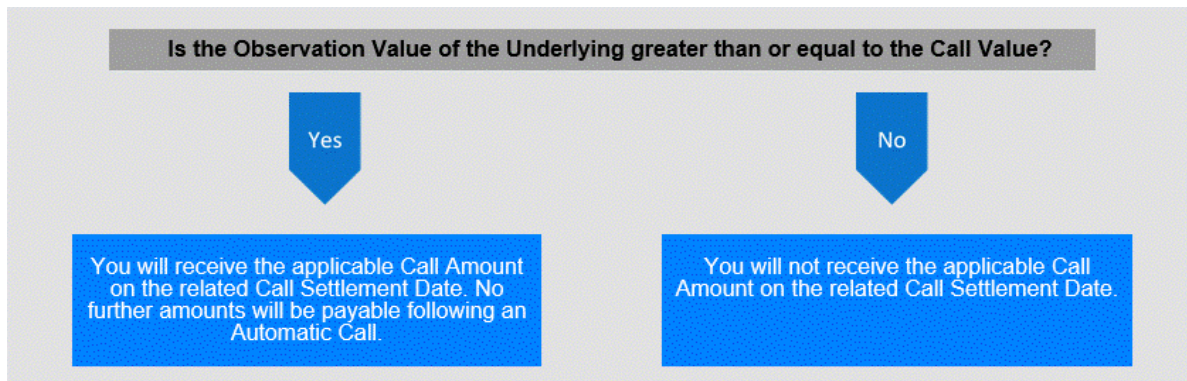 Is the Observation Value of the Underlying greater than or equal to the Call Value?
Yes
No
You will receive the applicable Call Amount
on the related Call Settlement Date. No
further amounts will be payable following an
Automatic Call.
You will not receive the applicable Call
Amount on the related Call Settlement Date.